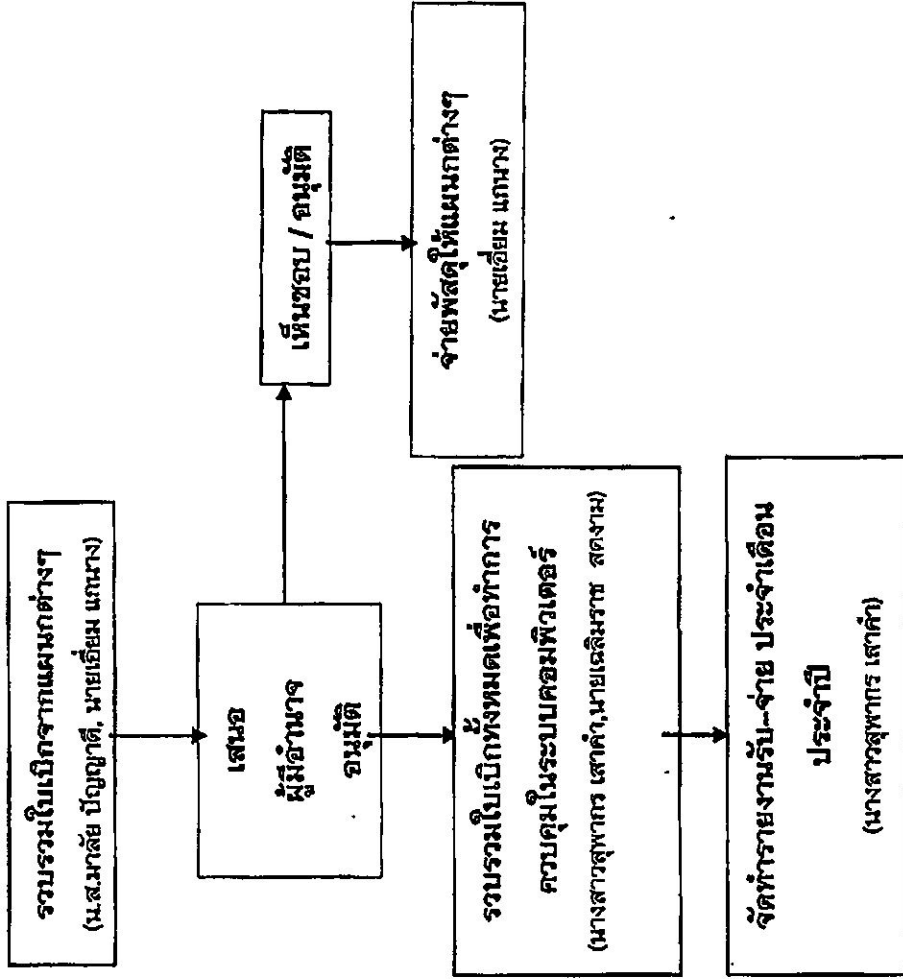 รวบรวมใบเบิกจากแผนกต่างๆ
(น.ส.มาลัย ปัญญาดี, นายเอี่ยม แกนาง)
เสนอ
ผู้มีอำนาจ
อนุมัติ
เห็นชอบ / อนุมัติ
จ่ายพัสดุให้แผนกต่างๆ
(นายเอี่ยม แกนาง)
รวบรวมใบเบิกทั้งหมดเพื่อทำการ
ควบคุมในระบบคอมพิวเตอร์
(นางสาวสุพากร เสาคำ,นายเฉลิมราช สดงาม)
จัดทำรายงานรับ-จ่าย ประจำเดือน
ประจำปี
(นางสาวสุพากร เสาคำ)